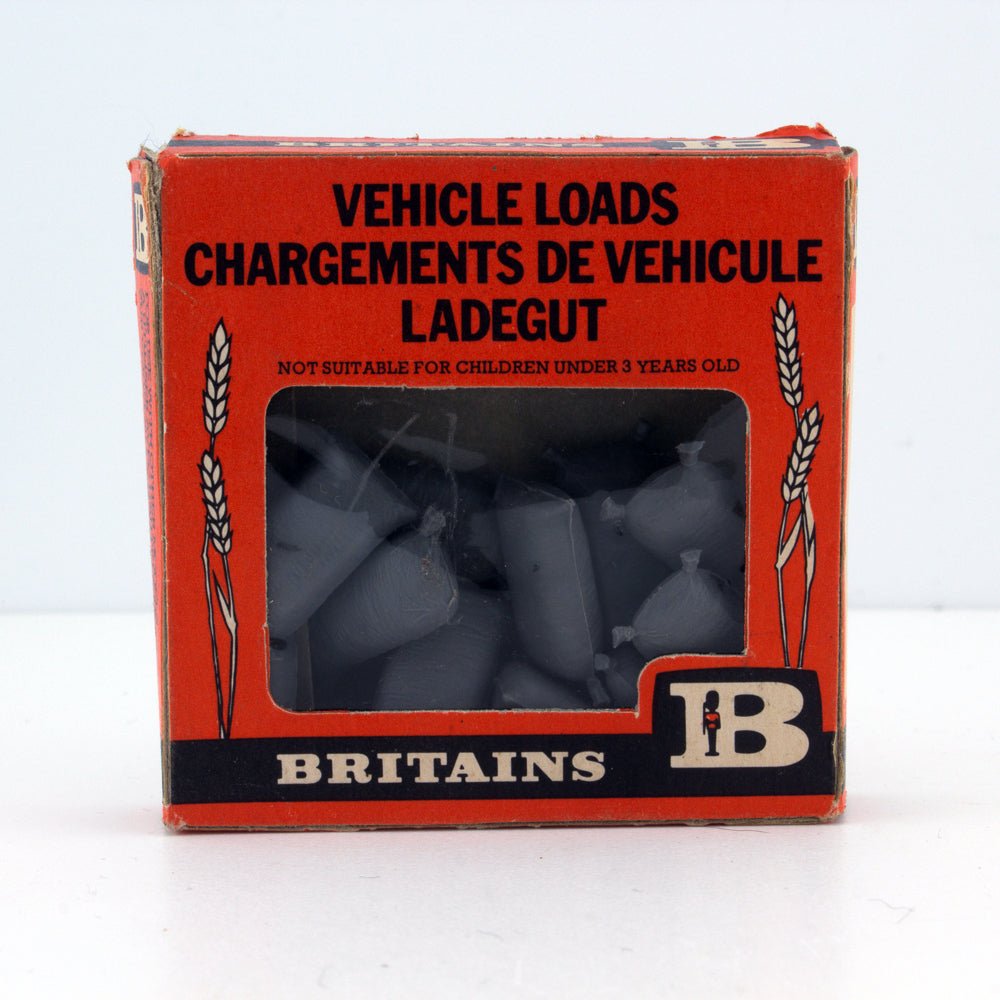 BRITAINS B
B
VEHICLE LOADS
CHARGEMENTS DE VEHICULE
LADEGUT
NOT SUITABLE FOR CHILDREN UNDER 3 YEARS OLD
B
BRITAINS